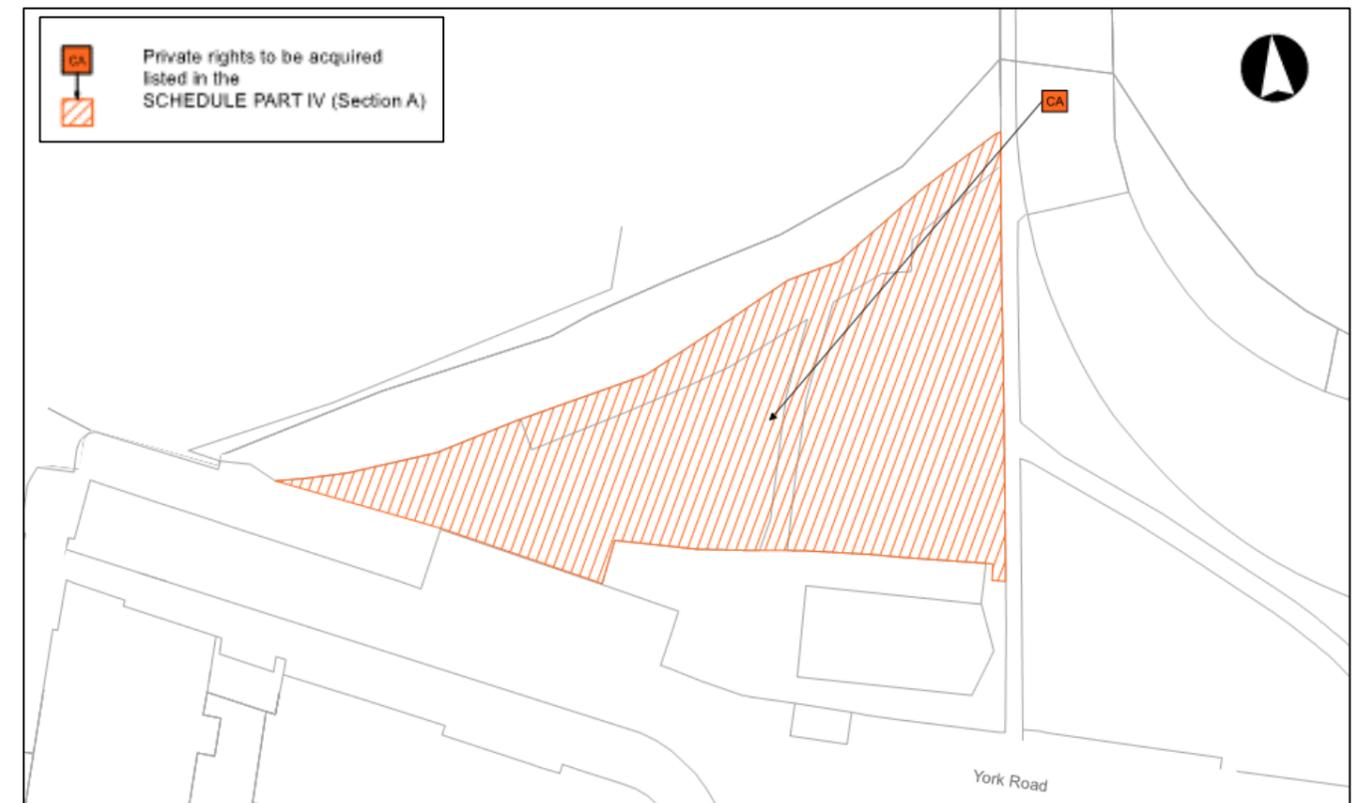 CA
Private rights to be acquired
listed in the
SCHEDULE PART IV (Section A)
CA
York Road